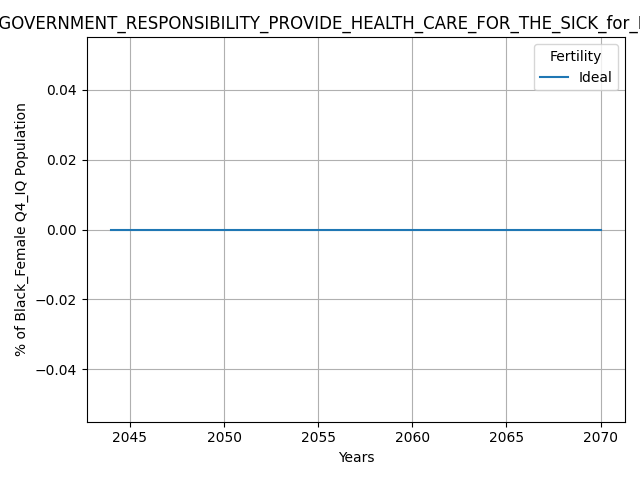 GOVERNMENT_RESPONSIBILITY_PROVIDE_HEALTH_CARE_FOR_THE_SICK_for_
Fertility
Ideal
% of Black_Female Q4_IQ Population
0.04
0.02
0.00
−0.02
−0.04
2045 2050 2055 2060 2065 2070
Years